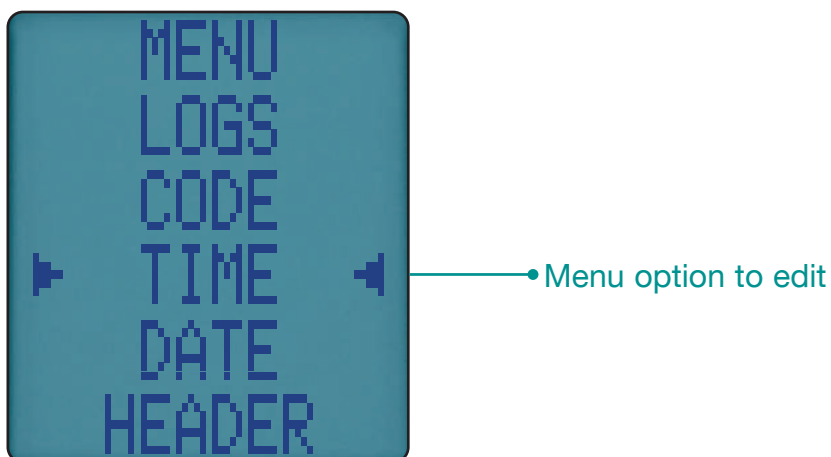 MENU
LOGS
CODE
TIME
DATE
HEADER
Menu option to edit